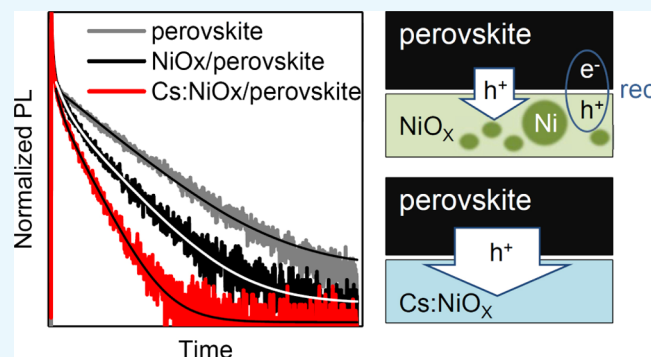 perovskite
NiOx/perovskite
Cs:NiOx/perovskite
Normalized PL
Time
perovskite
h⁺
e⁻
h⁺
NiOₓ
Ni
perovskite
h⁺
Cs:NiOₓ